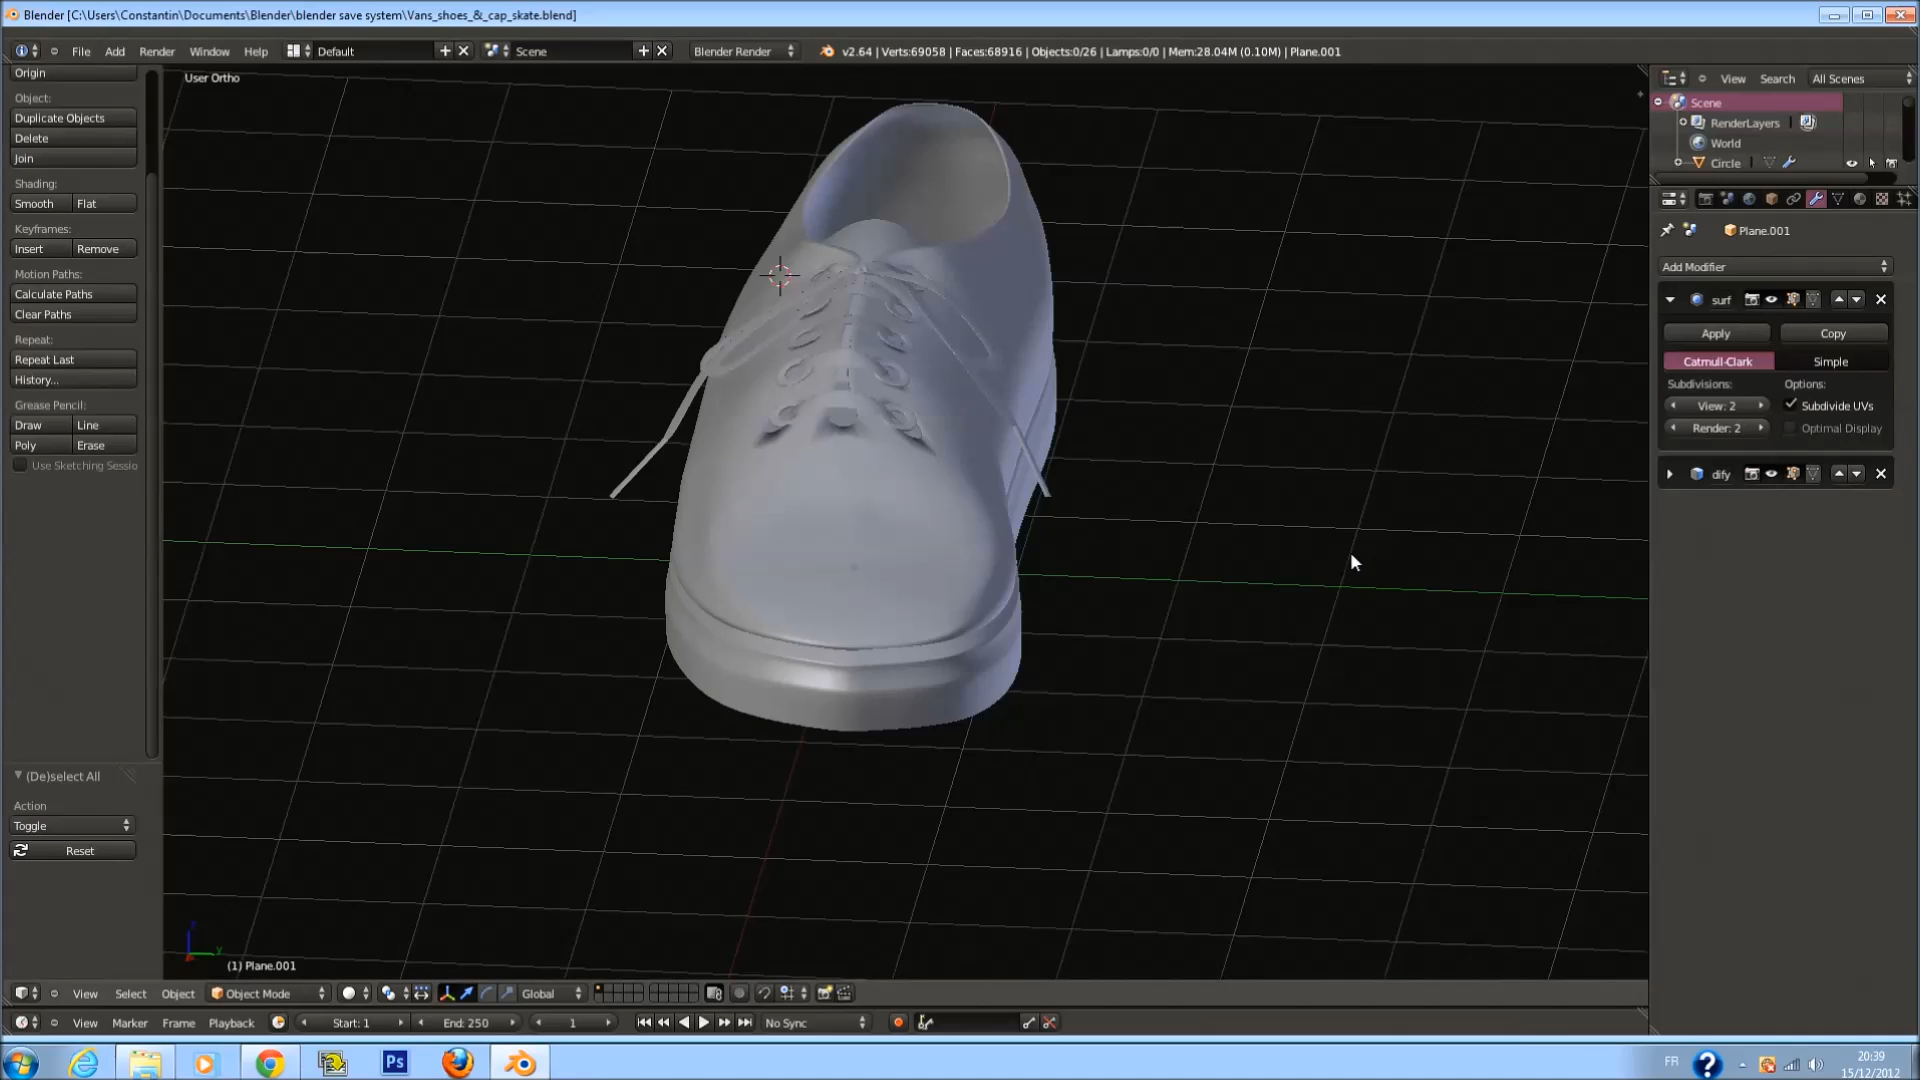 Blender [C:\Users\Constantin\Documents\Blender\blender save system\Vans_shoes_&_cap_skate.blend]
File Add Render Window Help Default Scene Blender Render v2.64 | Verts:69058 | Faces:68916 | Objects:0/26 | Lamps:0/0 | Mem:28.04M (0.10M) | Plane.001
Origin
Object:
Duplicate Objects
Delete
Join
Shading:
Smooth Flat
Keyframes:
Insert Remove
Motion Paths:
Calculate Paths
Clear Paths
Repeat:
Repeat Last
History...
Grease Pencil:
Draw Line
Poly Erase
Use Sketching Sessio
(De)select All
Action
Toggle
Reset
User Ortho
(1) Plane.001
View Search All Scenes
Scene
RenderLayers
World
Circle
Plane.001
Add Modifier
surf
Apply Copy
Catmull-Clark Simple
Subdivisions: Options:
View: 2 Subdivide UVs
Render: 2 Optimal Display
dify
View Select Object Object Mode Global
View Marker Frame Playback Start: 1 End: 250 1 No Sync
Ps
FR
20:39
15/12/2012